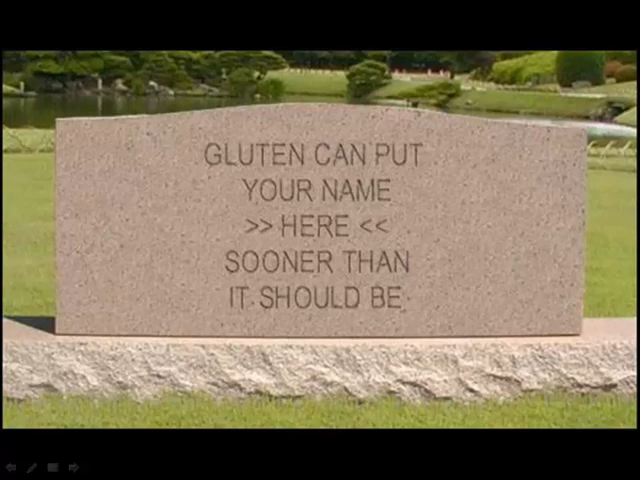 GLUTEN CAN PUT
YOUR NAME
>> HERE <<
SOONER THAN
IT SHOULD BE